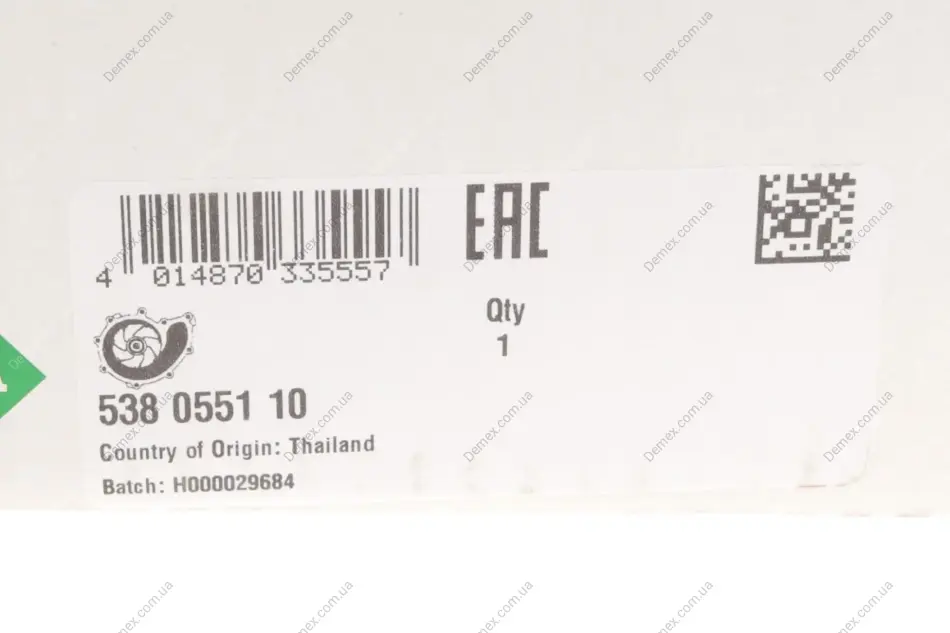 4 014870 335557
EAC
Qty
1
538 0551 10
Country of Origin: Thailand
Batch: H000029684
Demex.com.ua